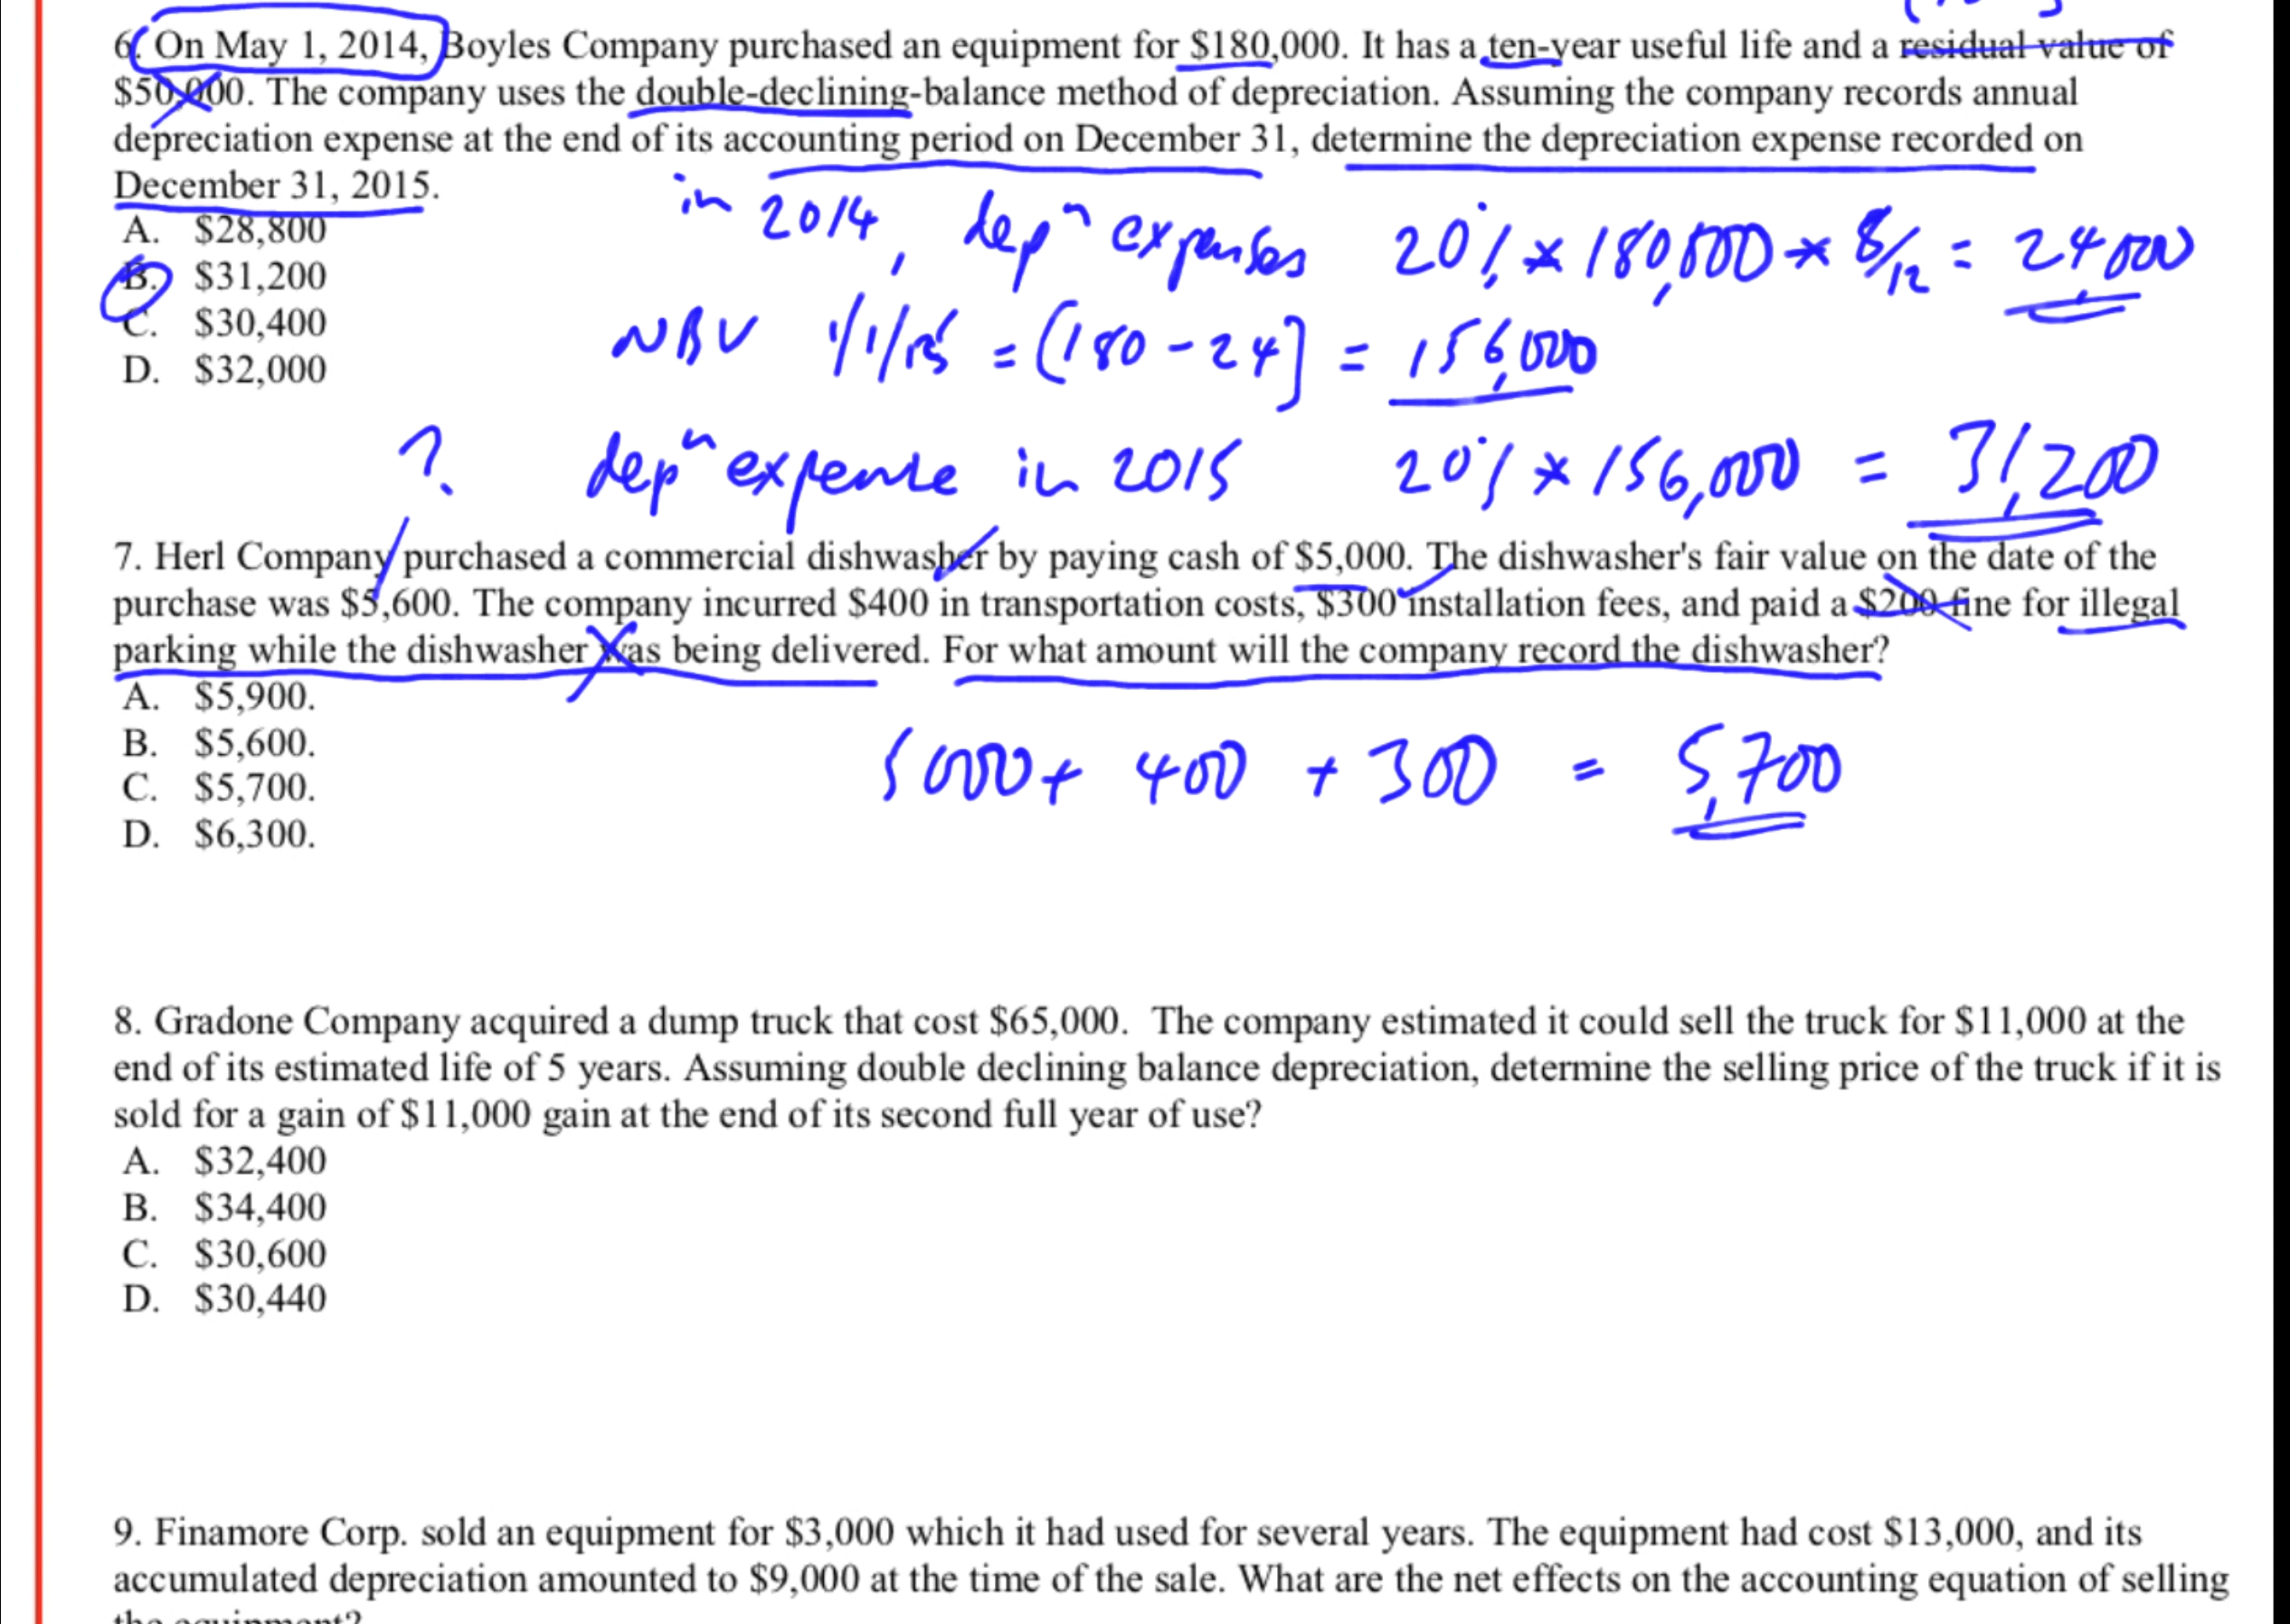 6. On May 1, 2014, Boyles Company purchased an equipment for $180,000. It has a ten-year useful life and a residual value of
$50,000. The company uses the double-declining-balance method of depreciation. Assuming the company records annual
depreciation expense at the end of its accounting period on December 31, determine the depreciation expense recorded on
December 31, 2015.
in 2014, depⁿ expenses 20% * 180,000 * 8/12 = 24,000
A. $28,800
B. $31,200
C. $30,400
NBV 1/1/15 = (180 - 24] = 156,000
D. $32,000
? depⁿ expense in 2015 20% * 156,000 = 31,200
7. Herl Company purchased a commercial dishwasher by paying cash of $5,000. The dishwasher's fair value on the date of the
purchase was $5,600. The company incurred $400 in transportation costs, $300 installation fees, and paid a $200 fine for illegal
parking while the dishwasher was being delivered. For what amount will the company record the dishwasher?
A. $5,900.
B. $5,600.
C. $5,700.
5000 + 400 + 300 = 5,700
D. $6,300.
8. Gradone Company acquired a dump truck that cost $65,000. The company estimated it could sell the truck for $11,000 at the
end of its estimated life of 5 years. Assuming double declining balance depreciation, determine the selling price of the truck if it is
sold for a gain of $11,000 gain at the end of its second full year of use?
A. $32,400
B. $34,400
C. $30,600
D. $30,440
9. Finamore Corp. sold an equipment for $3,000 which it had used for several years. The equipment had cost $13,000, and its
accumulated depreciation amounted to $9,000 at the time of the sale. What are the net effects on the accounting equation of selling
the equipment?